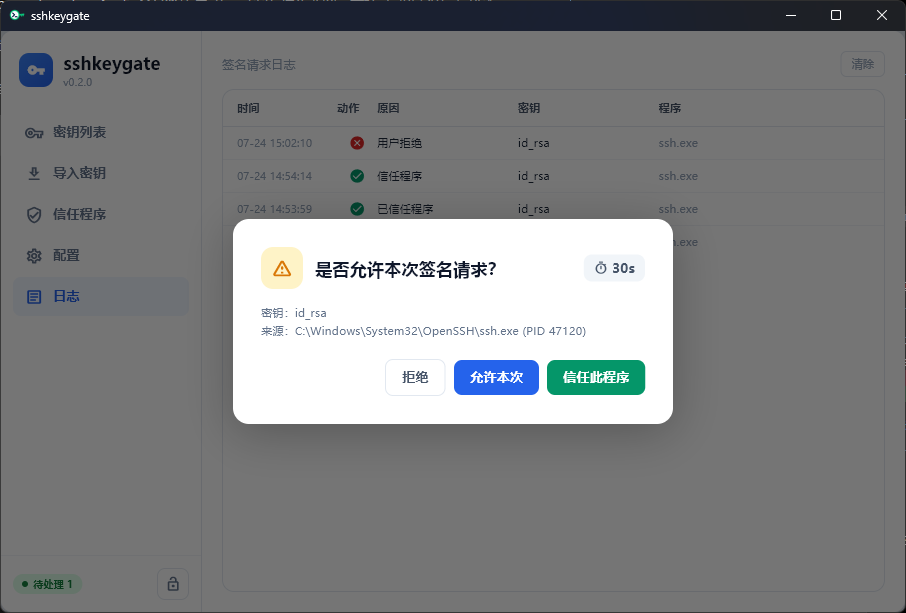 sshkeygate
sshkeygate
v0.2.0
密钥列表
导入密钥
信任程序
配置
日志
待处理 1
签名请求日志
清除
时间 动作 原因 密钥 程序
07-24 15:02:10 用户拒绝 id_rsa ssh.exe
07-24 14:54:14 信任程序 id_rsa ssh.exe
07-24 14:53:59 已信任程序 id_rsa ssh.exe
.exe
是否允许本次签名请求?
30s
密钥：id_rsa
来源：C:\Windows\System32\OpenSSH\ssh.exe (PID 47120)
拒绝 允许本次 信任此程序